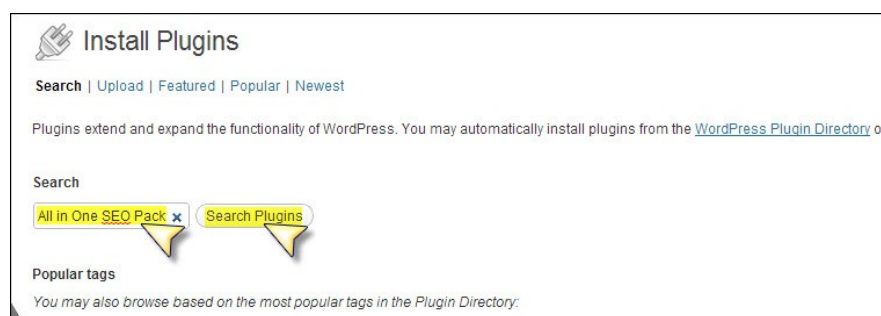 Install Plugins
Search | Upload | Featured | Popular | Newest
Plugins extend and expand the functionality of WordPress. You may automatically install plugins from the WordPress Plugin Directory o
Search
All in One SEO Pack x Search Plugins
Popular tags
You may also browse based on the most popular tags in the Plugin Directory: